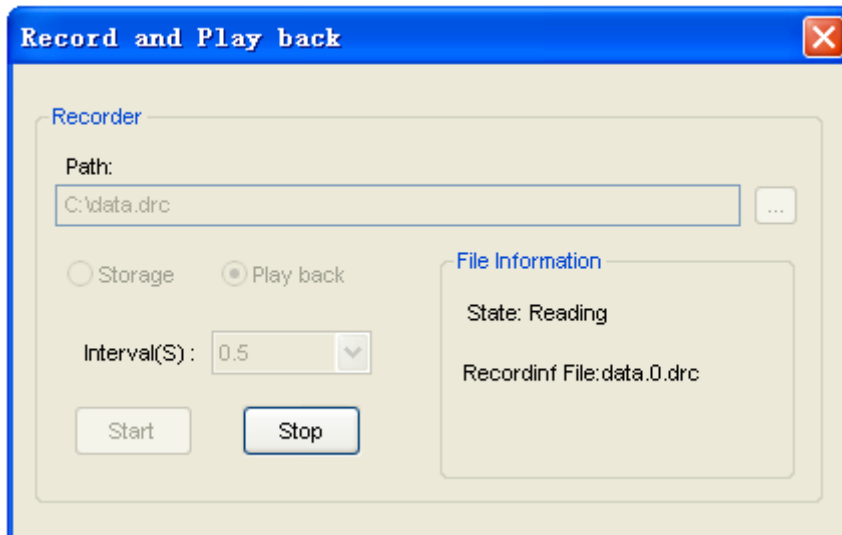 Record and Play back
Recorder
Path:
C:\data.drc
...
Storage
Play back
File Information
State: Reading
Interval(S) :
0.5
Recordinf File:data.0.drc
Start
Stop